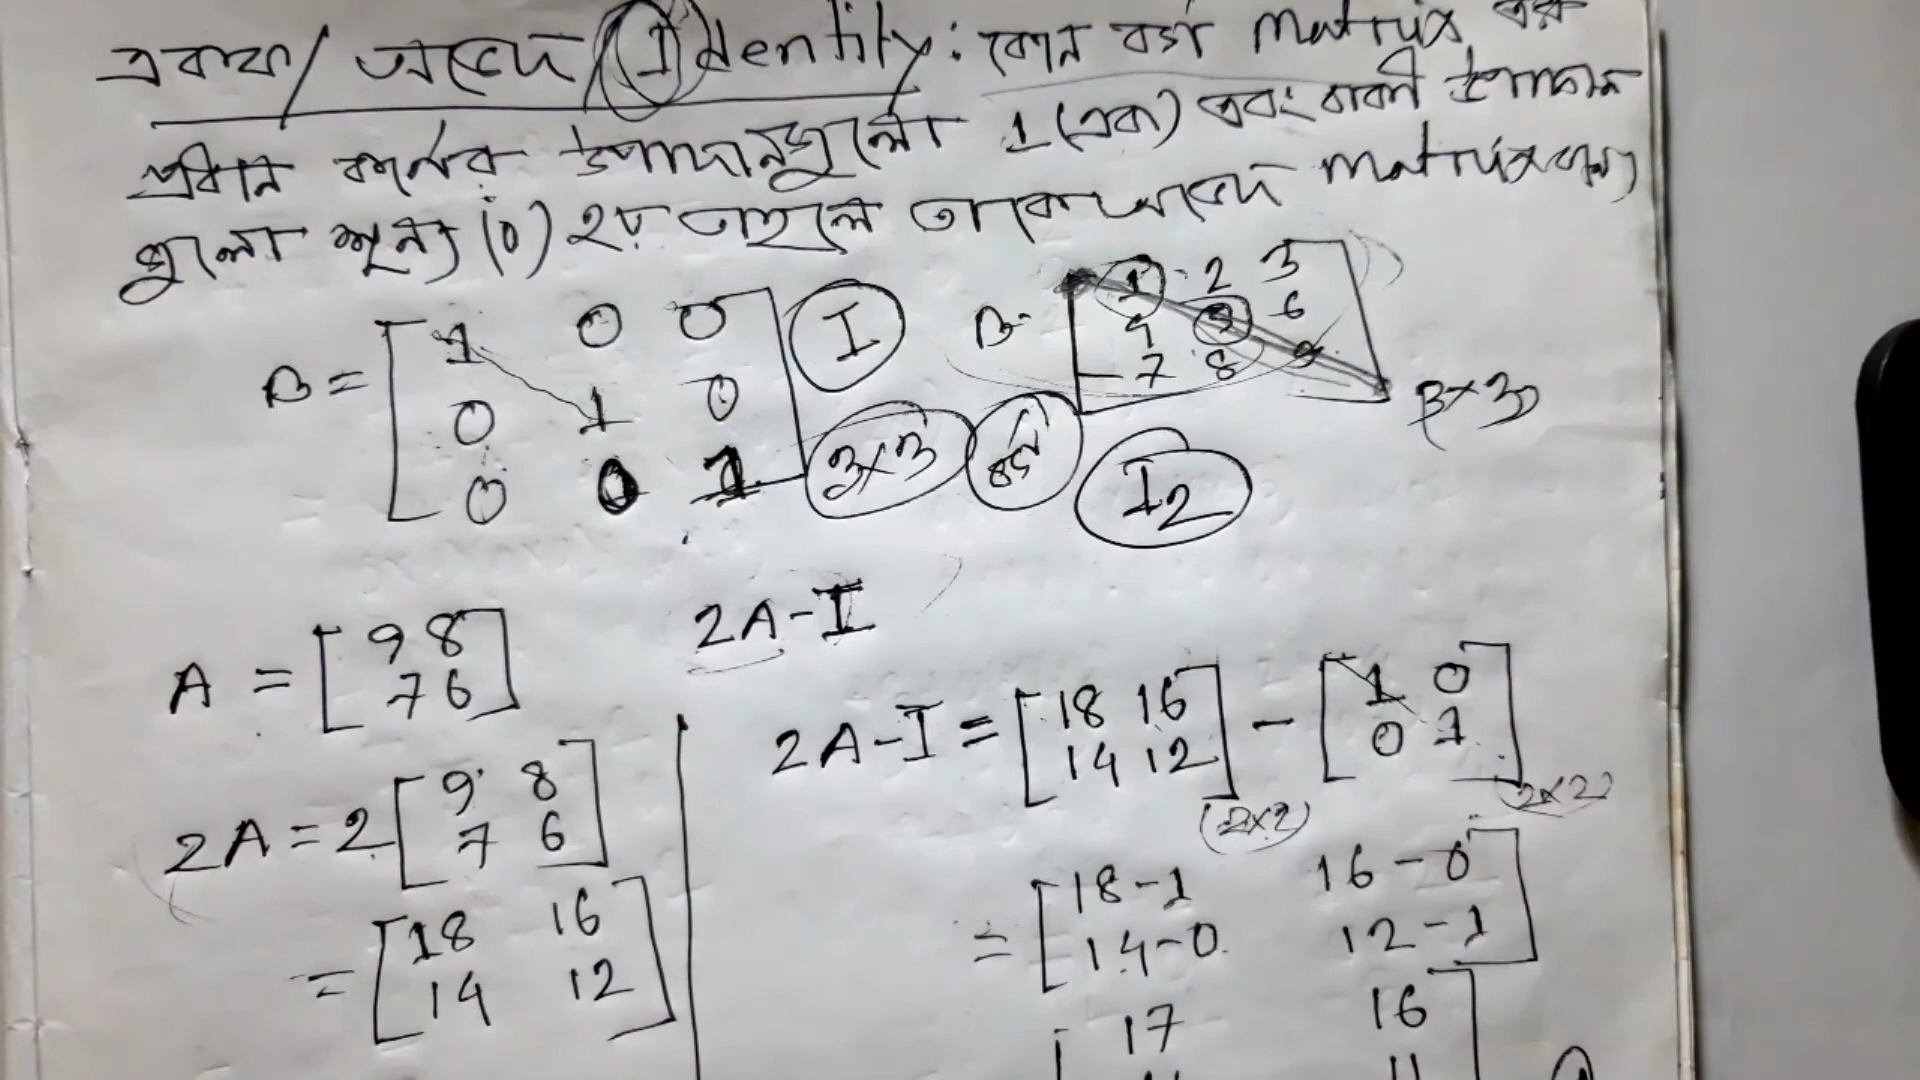 একক/অভেদ/Identity: কোন বর্গ Matrix এর
প্রধান কর্ণের উপাদানগুলো 1 (এক) এবং বাকী উপাদান
গুলো শূন্য (0) হয় তাহলে তাকে অভেদ Matrix বলে
B = [1 0 0 I B = [1 2 3
0 1 0 4 5 6
0 0 1] 3×3 বর্গ 7 8 9] 3×3
I2
2A-I
A = [9 8
7 6]
2A-I = [18 16 - [1 0
14 12] (2×2) 0 1] (2×2)
2A = 2 [9 8
7 6]
= [18-1 16-0
14-0 12-1]
= [18 16
14 12]
17 16
11